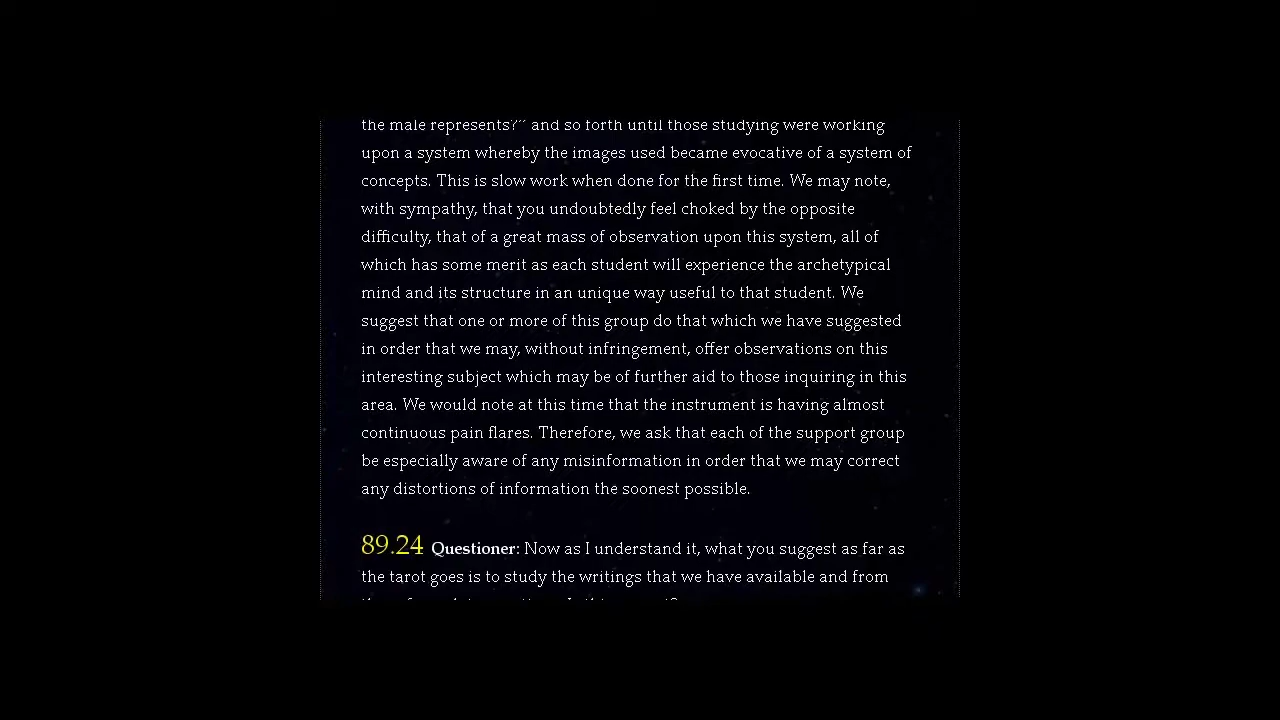 the male represents?” and so forth until those studying were working
upon a system whereby the images used became evocative of a system of
concepts. This is slow work when done for the first time. We may note,
with sympathy, that you undoubtedly feel choked by the opposite
difficulty, that of a great mass of observation upon this system, all of
which has some merit as each student will experience the archetypical
mind and its structure in an unique way useful to that student. We
suggest that one or more of this group do that which we have suggested
in order that we may, without infringement, offer observations on this
interesting subject which may be of further aid to those inquiring in this
area. We would note at this time that the instrument is having almost
continuous pain flares. Therefore, we ask that each of the support group
be especially aware of any misinformation in order that we may correct
any distortions of information the soonest possible.
89.24 Questioner: Now as I understand it, what you suggest as far as
the tarot goes is to study the writings that we have available and from